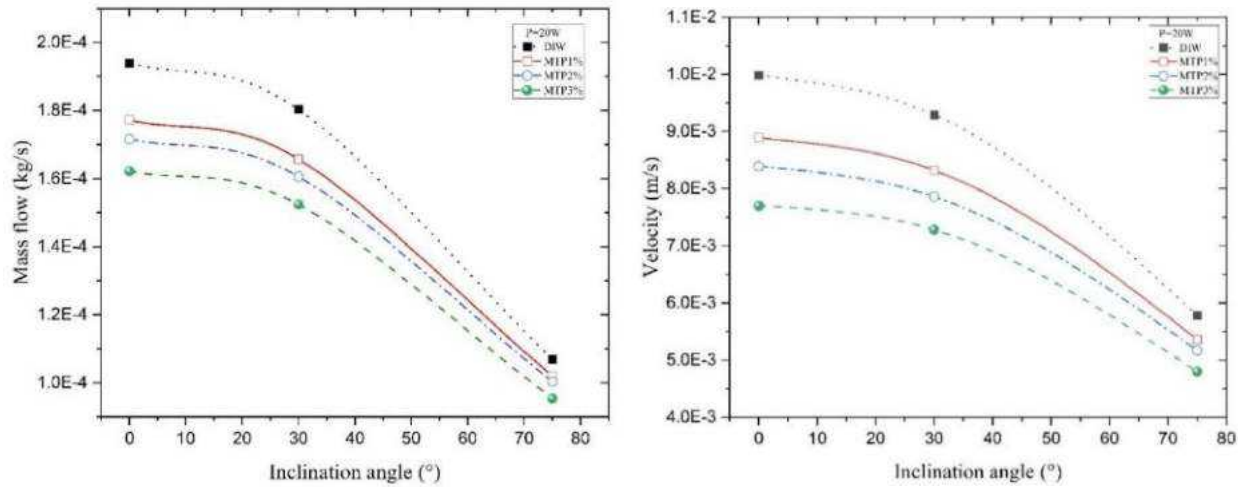 P=20W
DIW
MTP1%
MTP2%
MTP3%
2.0E-4
1.8E-4
1.6E-4
1.4E-4
1.2E-4
1.0E-4
Mass flow (kg/s)
0 10 20 30 40 50 60 70 80
Inclination angle (°)
P=20W
DIW
MTP1%
MTP2%
MTP3%
1.1E-2
1.0E-2
9.0E-3
8.0E-3
7.0E-3
6.0E-3
5.0E-3
4.0E-3
Velocity (m/s)
0 10 20 30 40 50 60 70 80
Inclination angle (°)